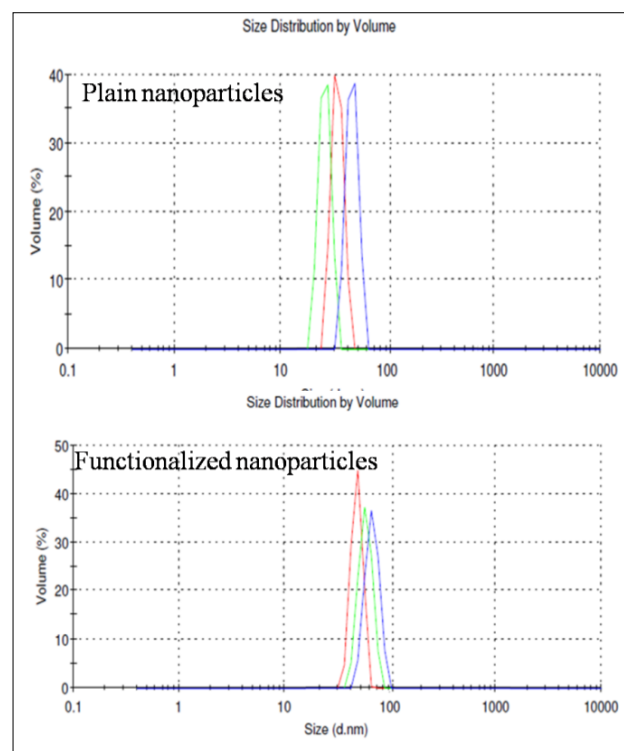 Size Distribution by Volume
Plain nanoparticles
Volume (%)
40
30
20
10
0
0.1 1 10 100 1000 10000
Size Distribution by Volume
Functionalized nanoparticles
Volume (%)
50
40
30
20
10
0
0.1 1 10 100 1000 10000
Size (d.nm)